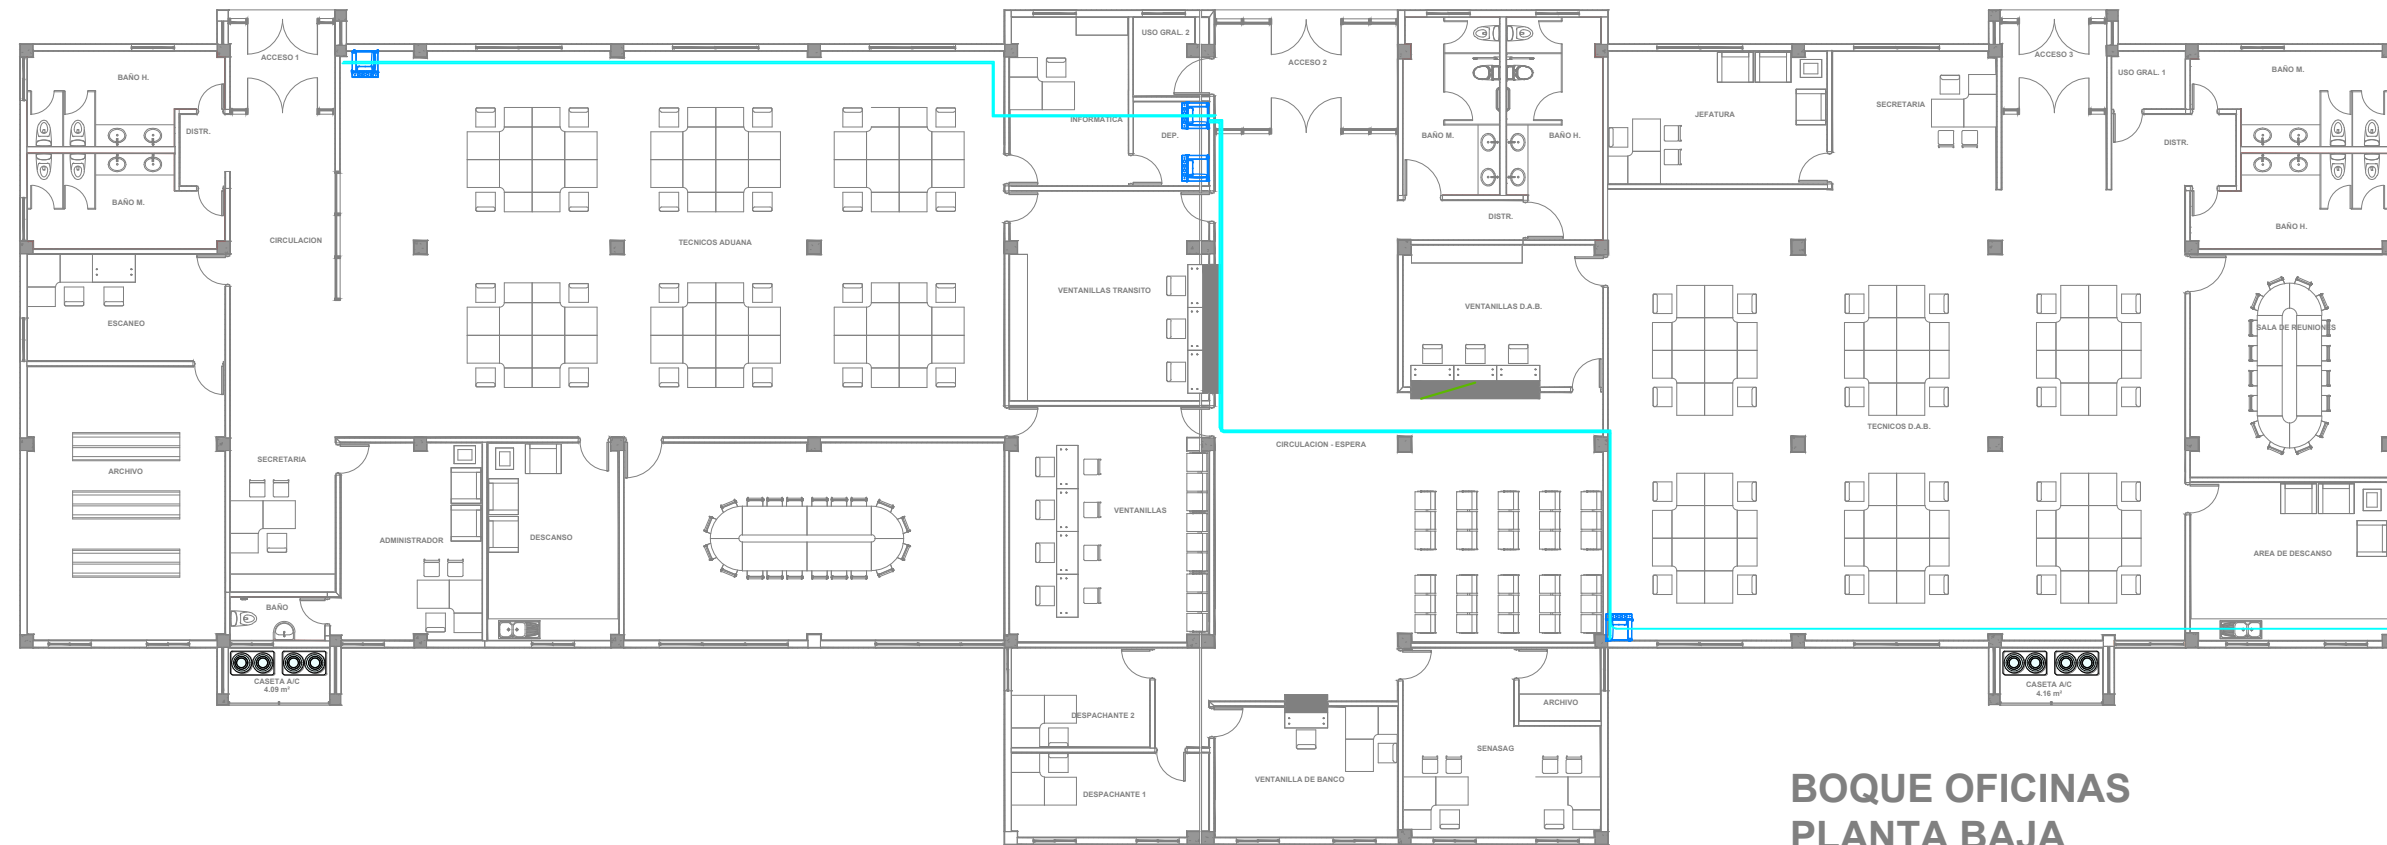 ACCESO 1
USO GRAL. 2
ACCESO 2
ACCESO 3
USO GRAL. 1
BAÑO H.
BAÑO M.
JEFATURA
SECRETARIA
DISTR.
INFORMATICA
DEP.
BAÑO M.
BAÑO H.
DISTR.
BAÑO M.
DISTR.
BAÑO H.
CIRCULACION
TECNICOS ADUANA
VENTANILLAS TRANSITO
VENTANILLAS D.A.B.
ESCANEO
SALA DE REUNIONES
TECNICOS D.A.B.
CIRCULACION - ESPERA
ARCHIVO
SECRETARIA
ADMINISTRADOR
DESCANSO
VENTANILLAS
AREA DE DESCANSO
BAÑO
CASETA A/C
4.09 m²
CASETA A/C
4.16 m²
DESPACHANTE 2
ARCHIVO
SENASAG
VENTANILLA DE BANCO
DESPACHANTE 1
BOQUE OFICINAS
PLANTA BAJA